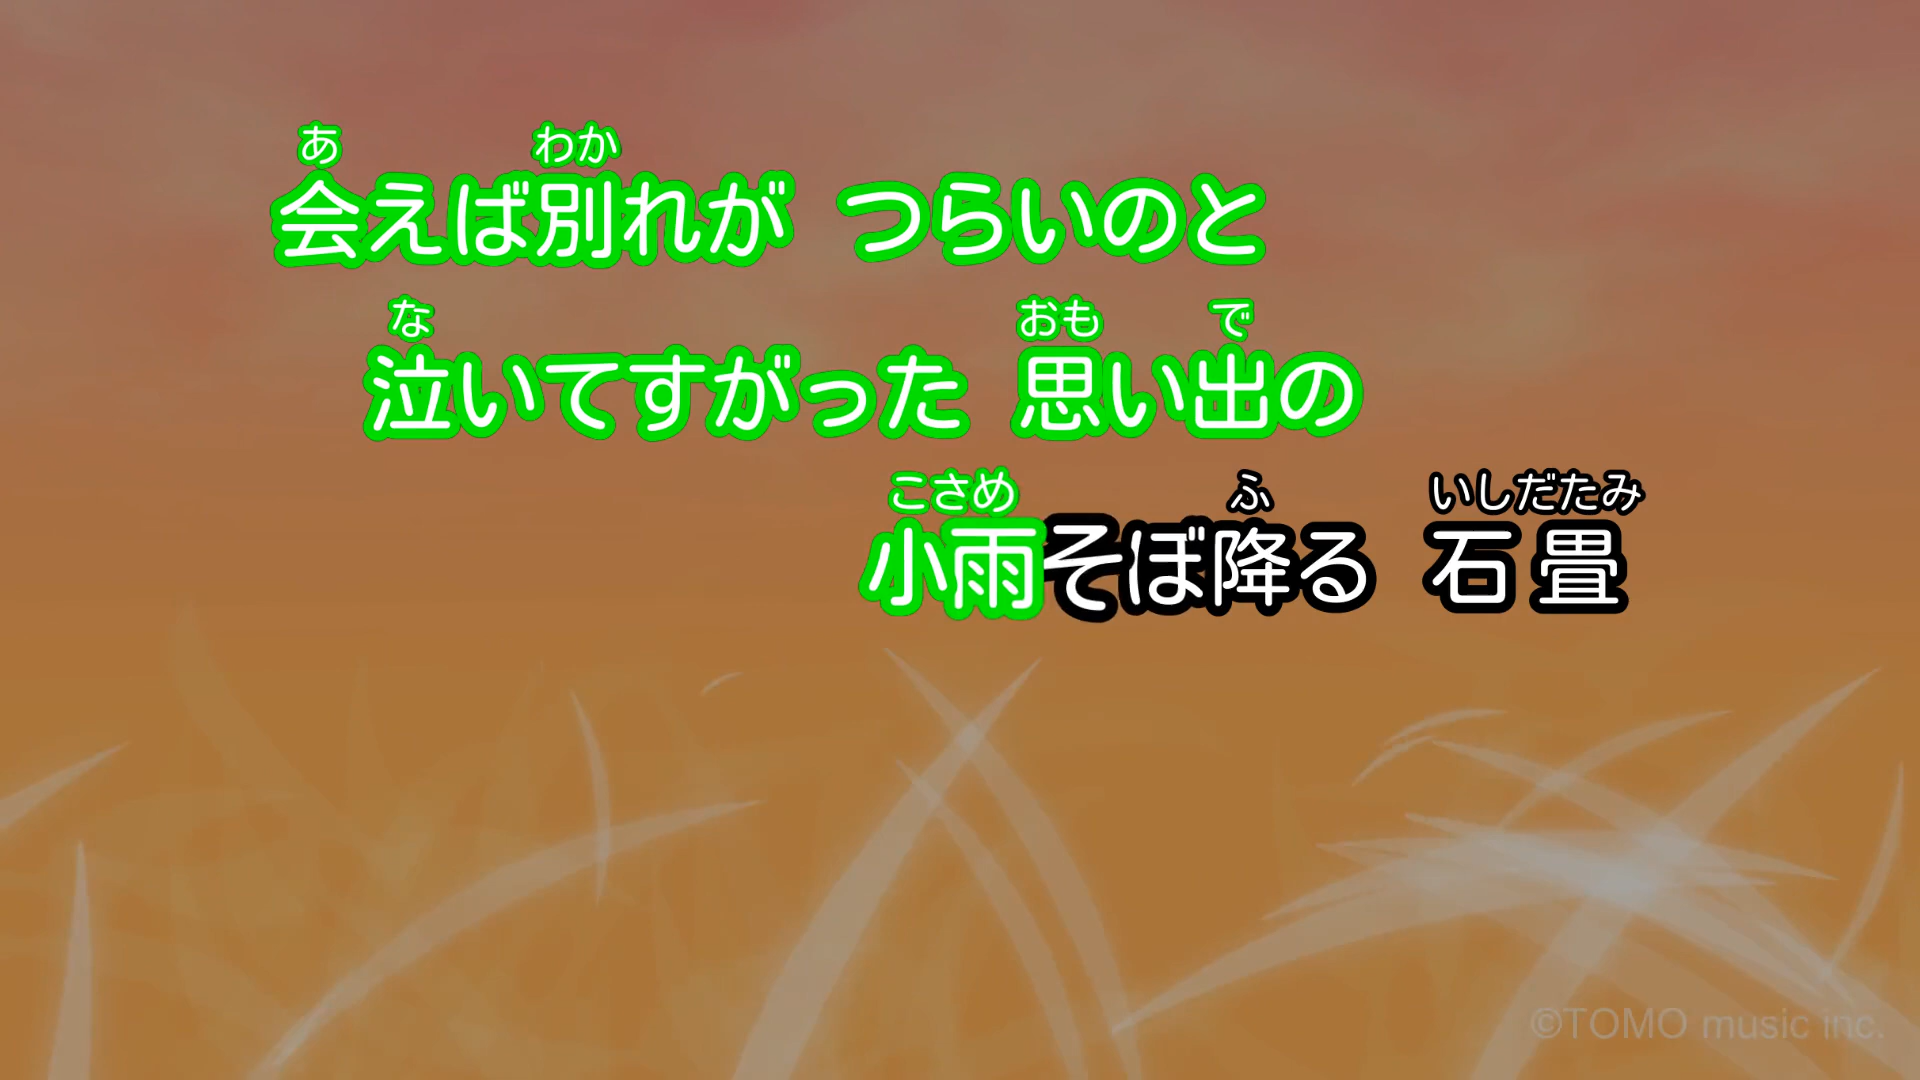 あ わか
会えば別れが つらいのと
な おも で
泣いてすがった 思い出の
こさめ ふ いしだたみ
小雨そぼ降る 石畳
©TOMO music inc.